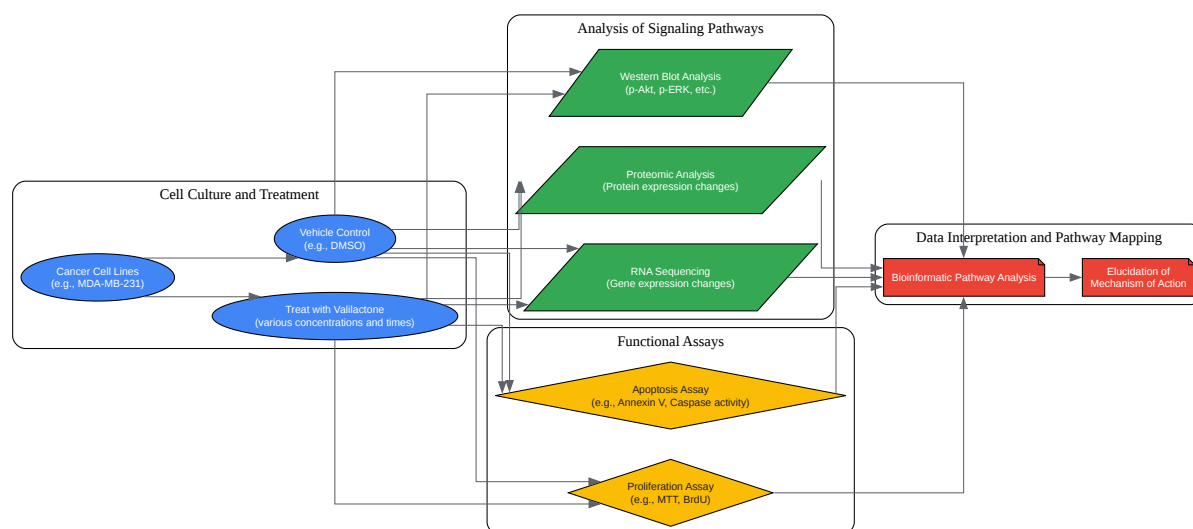 Analysis of Signaling Pathways
Western Blot Analysis
(p-Akt, p-ERK, etc.)
Proteomic Analysis
(Protein expression changes)
RNA Sequencing
(Gene expression changes)
Cell Culture and Treatment
Vehicle Control
(e.g., DMSO)
Cancer Cell Lines
(e.g., MDA-MB-231)
Treat with Valilactone
(various concentrations and times)
Functional Assays
Apoptosis Assay
(e.g., Annexin V, Caspase activity)
Proliferation Assay
(e.g., MTT, BrdU)
Data Interpretation and Pathway Mapping
Bioinformatic Pathway Analysis
Elucidation of
Mechanism of Action